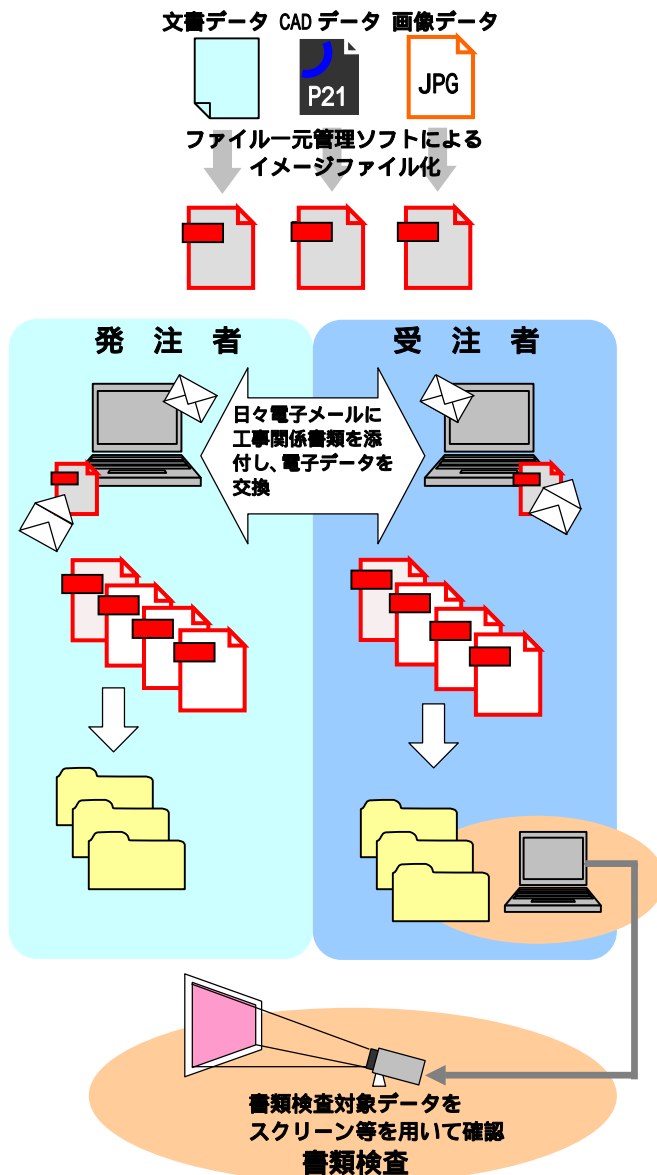 文書データ CAD データ 画像データ
P21
JPG
ファイル一元管理ソフトによる
イメージファイル化
発 注 者
受 注 者
日々電子メールに
工事関係書類を添
付し、電子データを
交換
書類検査対象データを
スクリーン等を用いて確認
書類検査